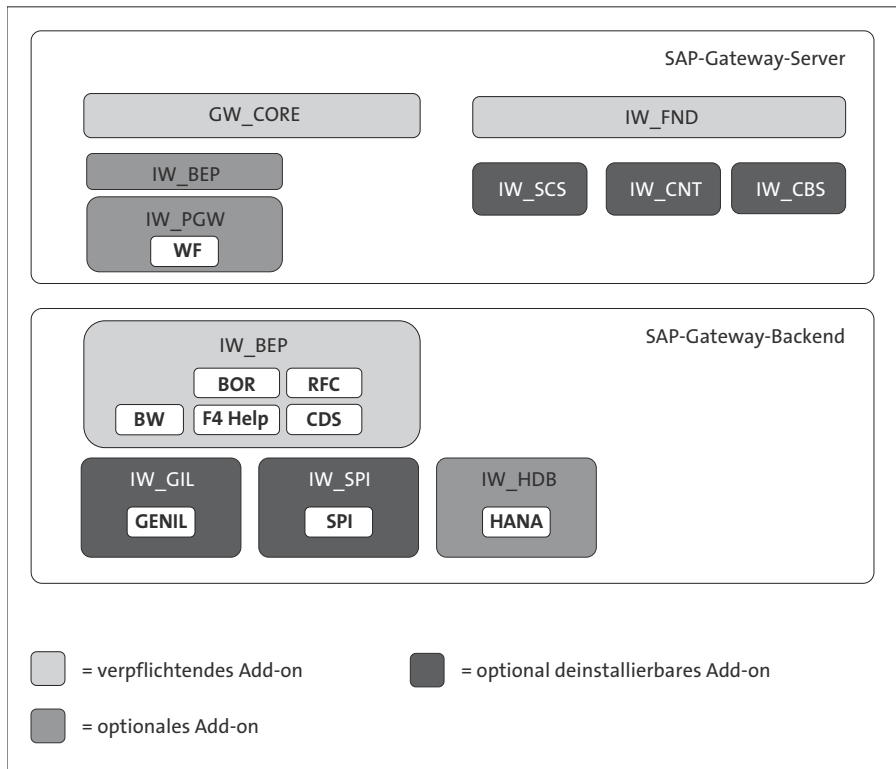 SAP-Gateway-Server
GW_CORE
IW_FND
IW_BEP
IW_SCS
IW_CNT
IW_CBS
IW_PGW
WF
SAP-Gateway-Backend
IW_BEP
BOR
RFC
BW
F4 Help
CDS
IW_GIL
IW_SPI
IW_HDB
GENIL
SPI
HANA
= verpflichtendes Add-on
= optional deinstallierbares Add-on
= optionales Add-on